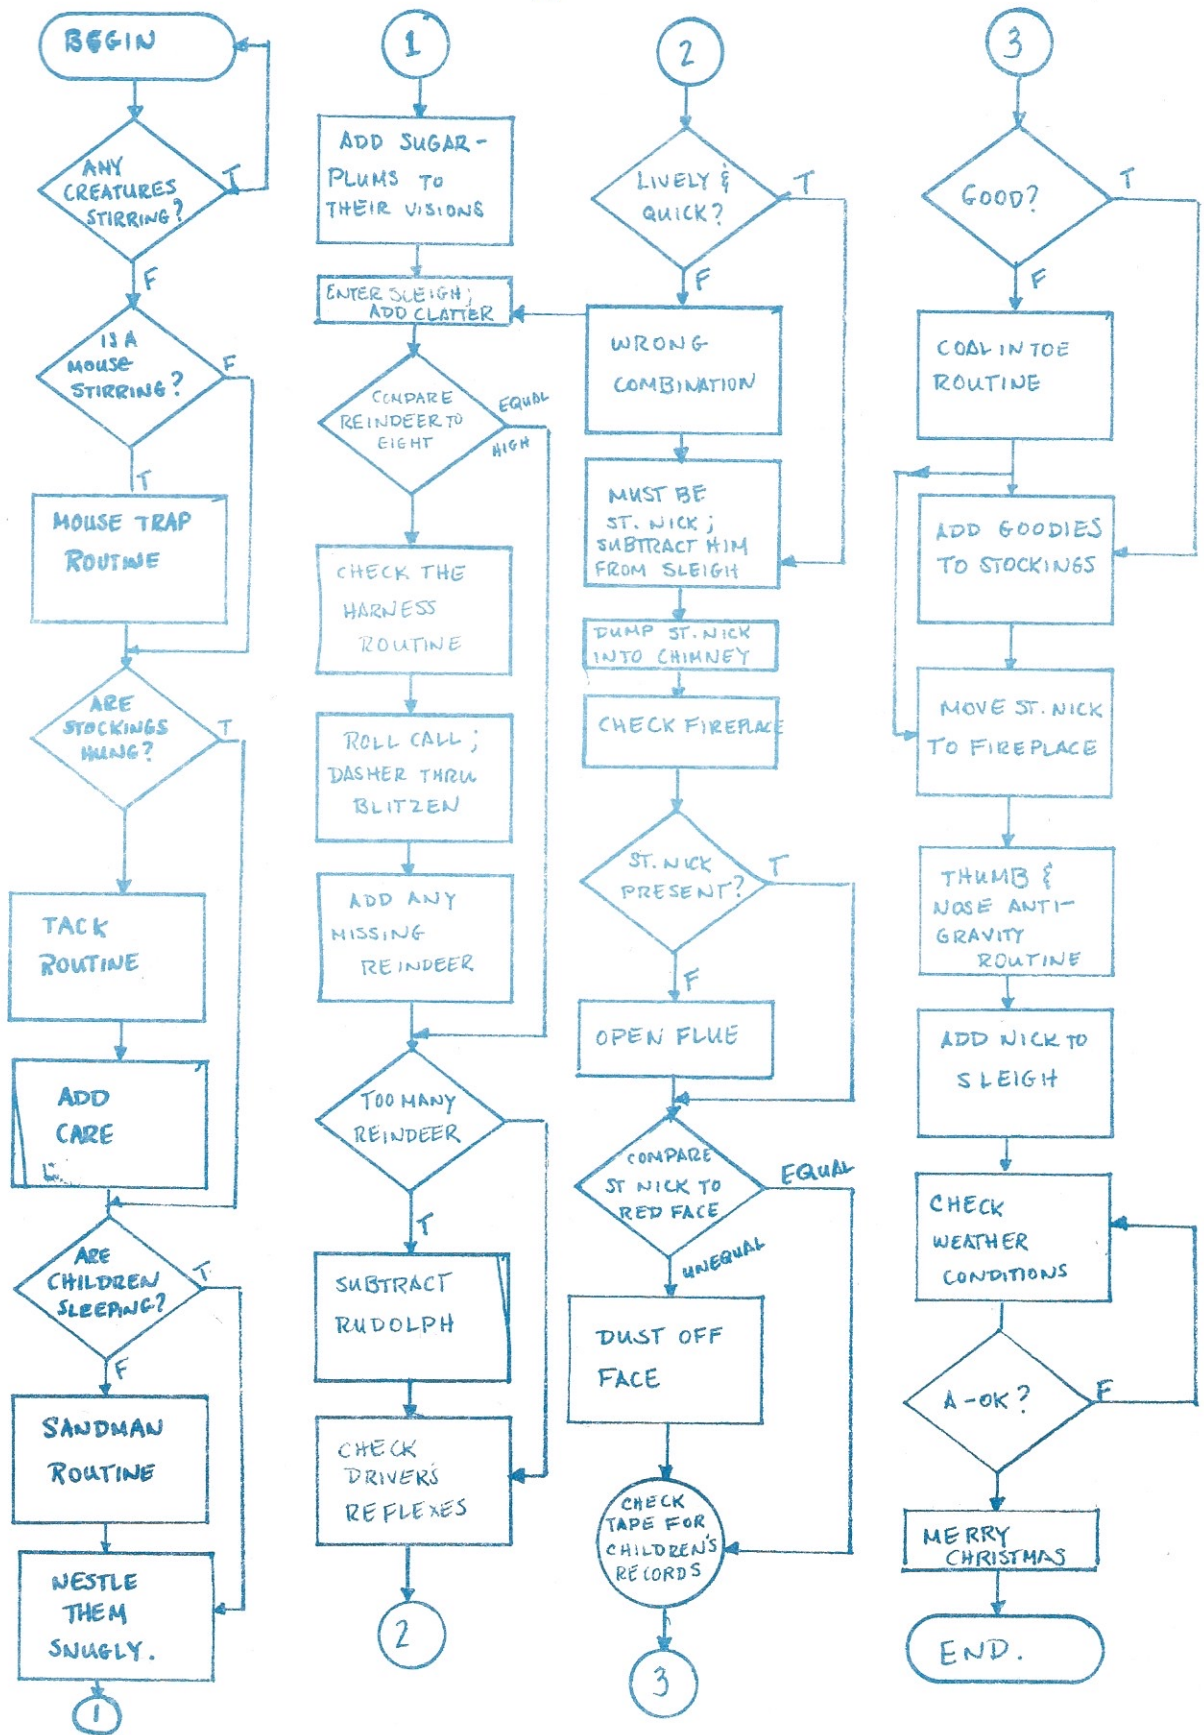 BEGIN
ANY
CREATURES
STIRRING?
T
F
IS A
MOUSE
STIRRING?
F
T
MOUSE TRAP
ROUTINE
ARE
STOCKINGS
HUNG?
T
TACK
ROUTINE
ADD
CARE
ARE
CHILDREN
SLEEPING?
T
F
SANDMAN
ROUTINE
NESTLE
THEM
SNUGLY.
1
1
ADD SUGAR-
PLUMS TO
THEIR VISIONS
ENTER SLEIGH;
ADD CLATTER
COMPARE
REINDEER TO
EIGHT
EQUAL
HIGH
CHECK THE
HARNESS
ROUTINE
ROLL CALL;
DASHER THRU
BLITZEN
ADD ANY
MISSING
REINDEER
TOO MANY
REINDEER
T
SUBTRACT
RUDOLPH
CHECK
DRIVER'S
REFLEXES
2
2
LIVELY &
QUICK?
T
F
WRONG
COMBINATION
MUST BE
ST. NICK;
SUBTRACT HIM
FROM SLEIGH
DUMP ST. NICK
INTO CHIMNEY
CHECK FIREPLACE
ST. NICK
PRESENT?
T
F
OPEN FLUE
COMPARE
ST NICK TO
RED FACE
EQUAL
UNEQUAL
DUST OFF
FACE
CHECK
TAPE FOR
CHILDREN'S
RECORDS
3
3
GOOD?
T
F
COAL IN TOE
ROUTINE
ADD GOODIES
TO STOCKINGS
MOVE ST. NICK
TO FIREPLACE
THUMB &
NOSE ANTI-
GRAVITY
ROUTINE
ADD NICK TO
SLEIGH
CHECK
WEATHER
CONDITIONS
A-OK?
F
MERRY
CHRISTMAS
END.